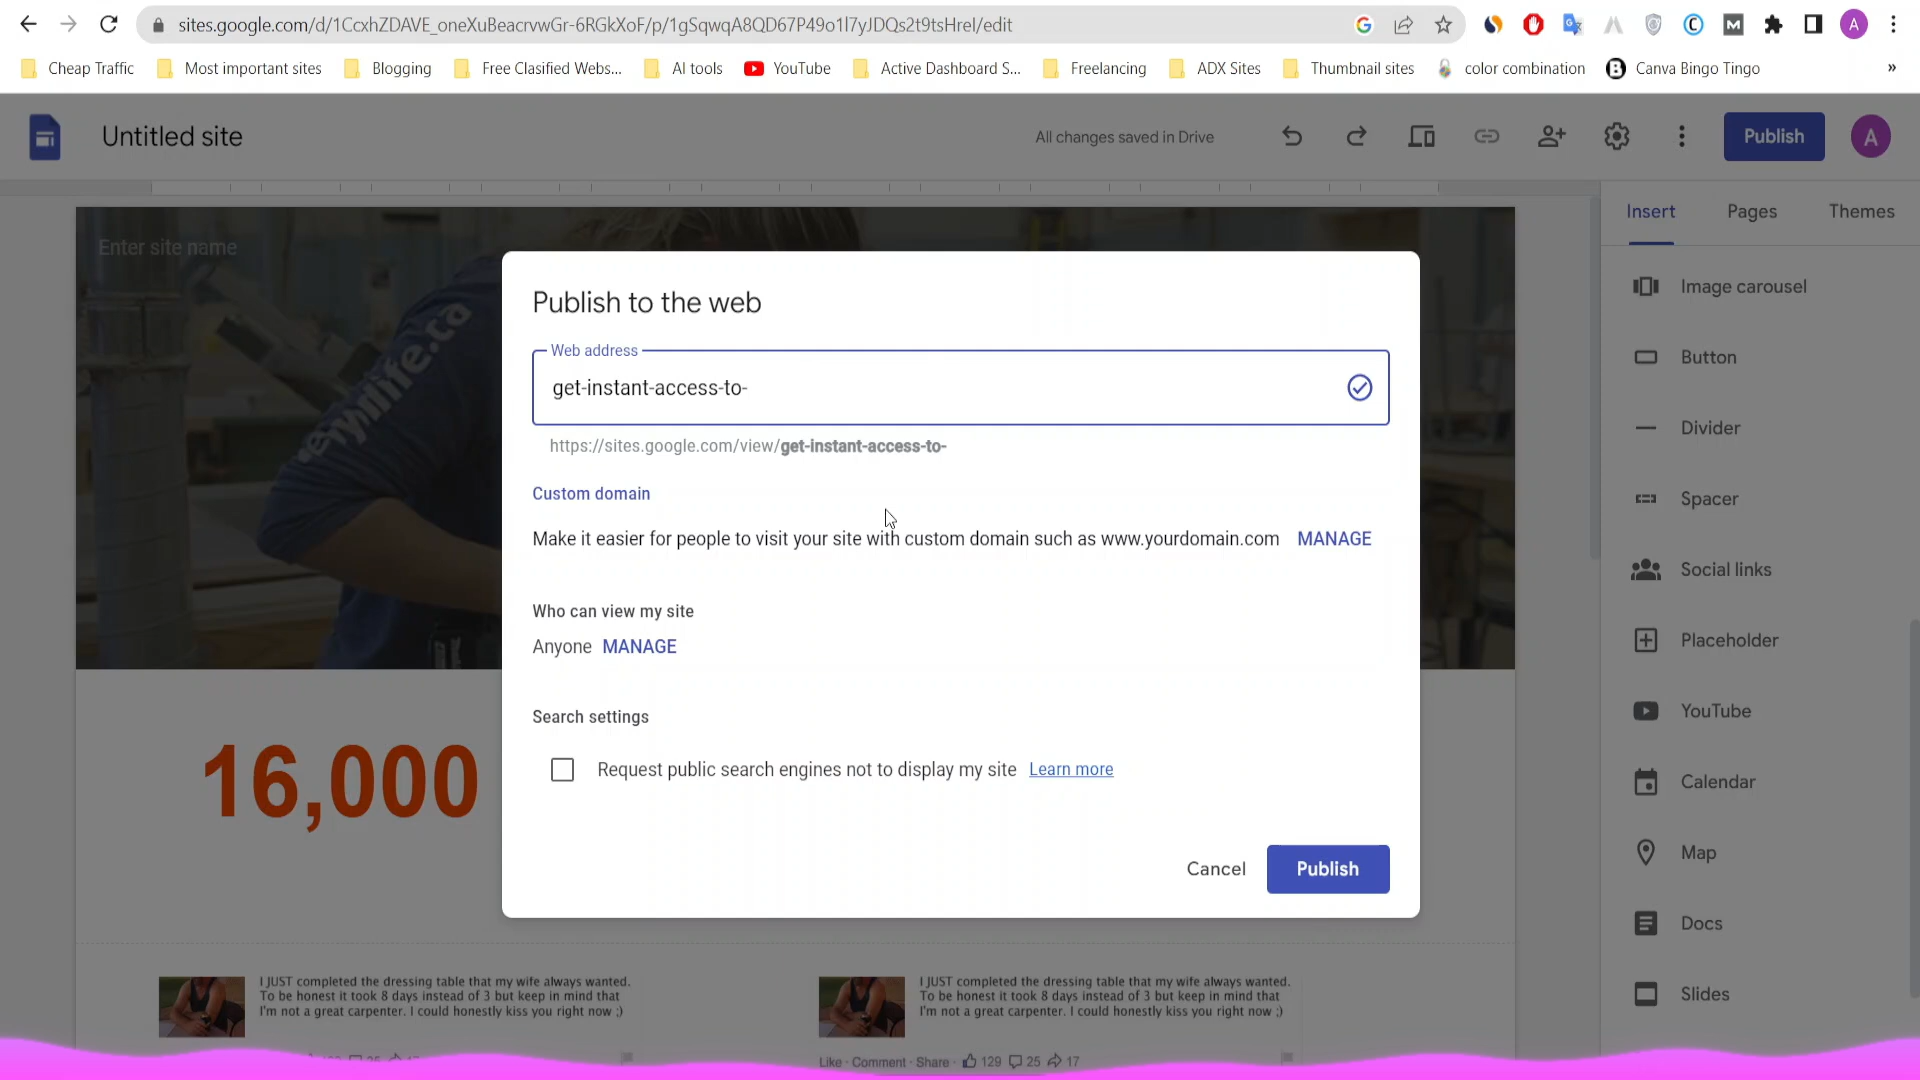 sites.google.com/d/1CcxhZDAVE_oneXuBeacrvwGr-6RGkXoF/p/1gSqwqA8QD67P49o1l7yJDQs2t9tsHreI/edit
A
Cheap Traffic
Most important sites
Blogging
Free Clasified Webs...
AI tools
YouTube
Active Dashboard S...
Freelancing
ADX Sites
Thumbnail sites
color combination
Canva Bingo Tingo
»
Untitled site
All changes saved in Drive
Publish
A
Insert
Pages
Themes
Enter site name
Publish to the web
Web address
get-instant-access-to-
https://sites.google.com/view/get-instant-access-to-
Custom domain
Make it easier for people to visit your site with custom domain such as www.yourdomain.com MANAGE
Who can view my site
Anyone MANAGE
Search settings
Request public search engines not to display my site Learn more
Cancel
Publish
Image carousel
Button
Divider
Spacer
Social links
Placeholder
YouTube
Calendar
Map
Docs
Slides
16,000
I JUST completed the dressing table that my wife always wanted.
To be honest it took 8 days instead of 3 but keep in mind that
I'm not a great carpenter. I could honestly kiss you right now ;)
I JUST completed the dressing table that my wife always wanted.
To be honest it took 8 days instead of 3 but keep in mind that
I'm not a great carpenter. I could honestly kiss you right now ;)
Like · Comment · Share · 129 25 17